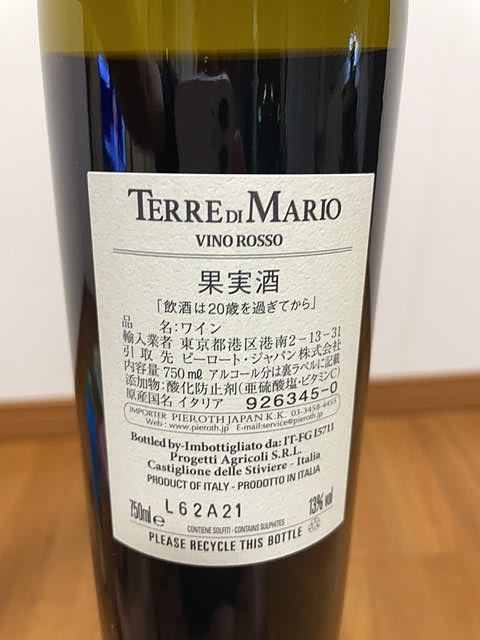 TERRE DI MARIO
VINO ROSSO
果実酒
「飲酒は20歳を過ぎてから」
品 名:ワイン
輸入業者 東京都港区港南2-13-31
引取先 ピーロート・ジャパン株式会社
内容量 750㎖ アルコール分は裏ラベルに記載
添加物:酸化防止剤(亜硫酸塩・ビタミンC)
原産国名 イタリア 926345-0
IMPORTER PIEROTH JAPAN K.K. 03-3458-4455
Web : www.pieroth.jp E-mail:service@pieroth.jp
Bottled by-Imbottigliato da: IT-FG 15711
Progetti Agricoli S.R.L.
Castiglione delle Stiviere - Italia
PRODUCT OF ITALY - PRODOTTO IN ITALIA
750ml e L62A21 13% vol
CONTIENE SOLFITI - CONTAINS SULPHITES
PLEASE RECYCLE THIS BOTTLE